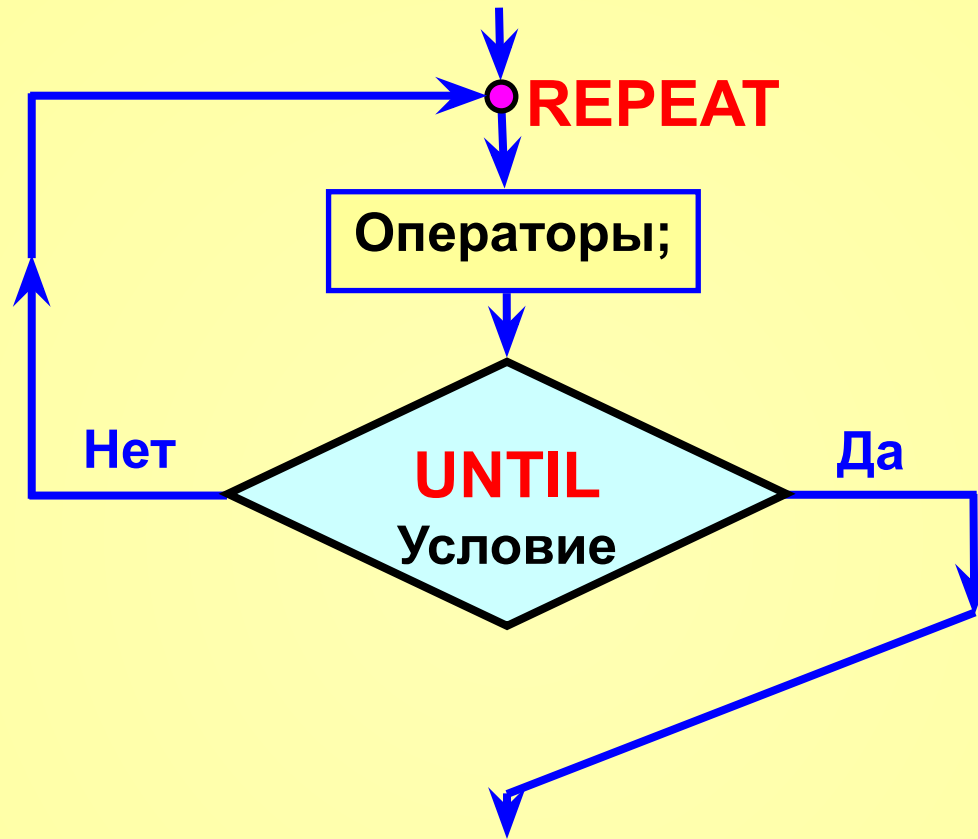 REPEAT
Операторы;
Нет
Да
UNTIL
Условие